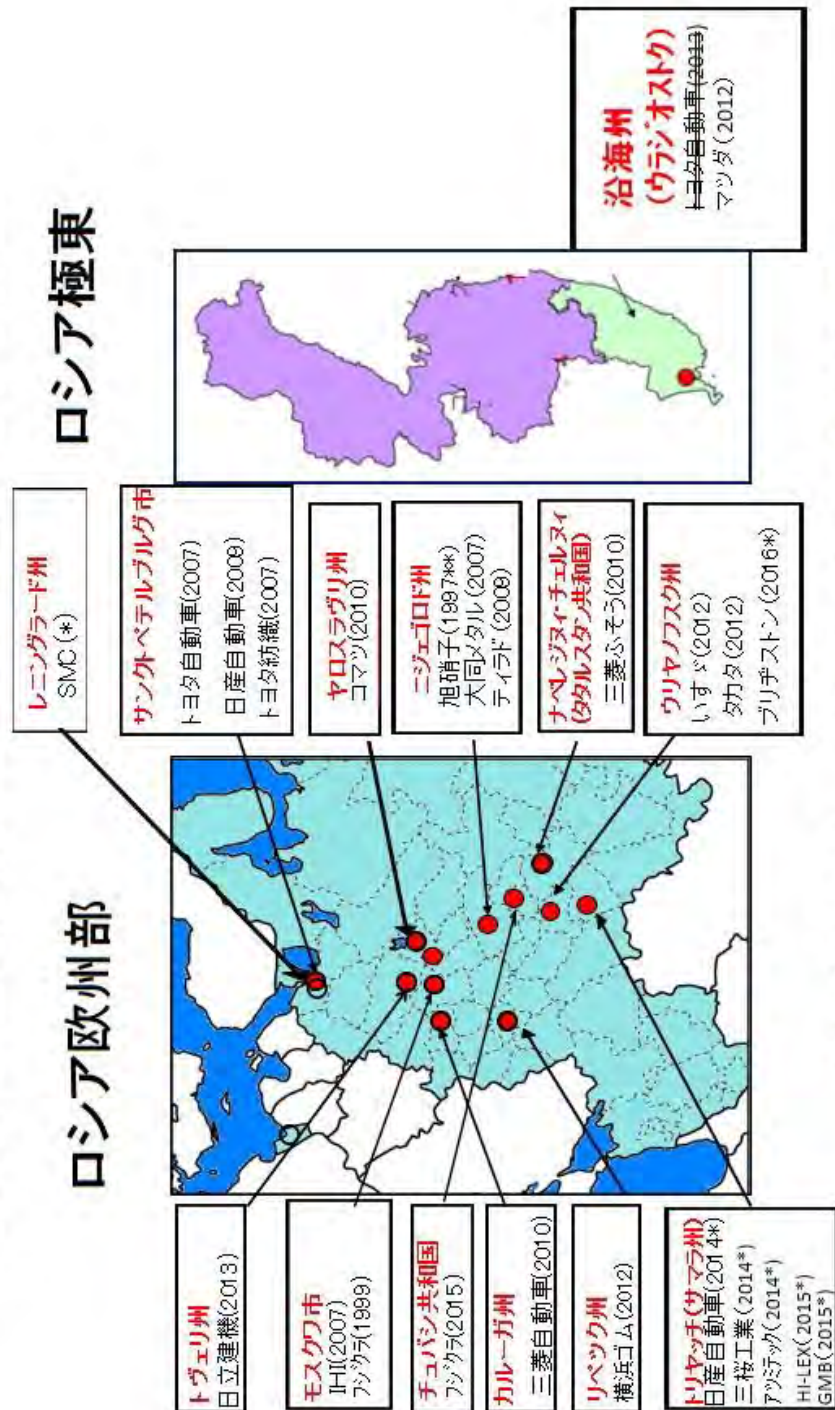 ロシア欧州部
ロシア極東
トヴェリ州
日立建機(2013)
モスクワ市
IHI(2007)
フジクラ(1999)
チュバシ共和国
フジクラ(2015)
カルーガ州
三菱自動車(2010)
リペツク州
横浜ゴム(2012)
トリヤッチ(サマラ州)
日産自動車(2014*)
三桜工業(2014*)
アツミテック(2014*)
HI-LEX(2015*)
GMB(2015*)
レニングラード州
SMC(*)
サンクトペテルブルグ市
トヨタ自動車(2007)
日産自動車(2009)
トヨタ紡織(2007)
ヤロスラヴリ州
コマツ(2010)
ニジェゴロド州
旭硝子(1997**)
大同メタル(2007)
ティラド(2009)
ナベレジヌィ・チェルヌィ
(タタルスタン共和国)
三菱ふそう(2010)
ウリヤノフスク州
いすゞ(2012)
タカタ(2012)
ブリヂストン(2016*)
沿海州
(ウラジオストク)
トヨタ自動車(2013)
マツダ(2012)